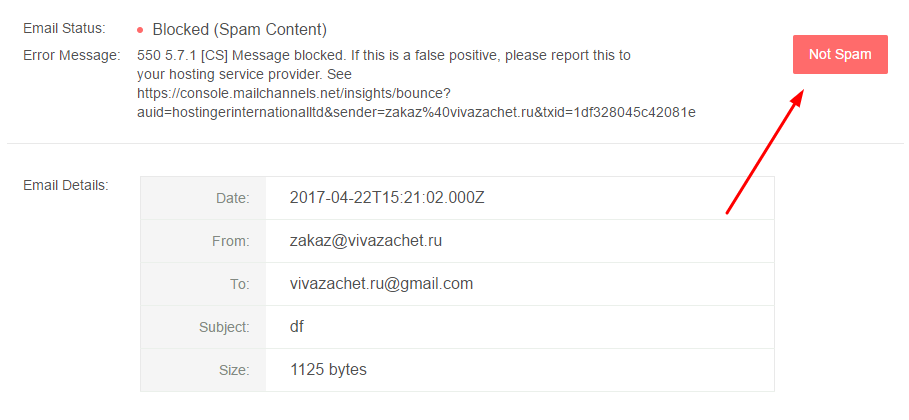 Email Status: Blocked (Spam Content)
Error Message: 550 5.7.1 [CS] Message blocked. If this is a false positive, please report this to
your hosting service provider. See
https://console.mailchannels.net/insights/bounce?
auid=hostingerinternationalltd&sender=zakaz%40vivazachet.ru&txid=1df328045c42081e
Not Spam
Email Details:
Date: 2017-04-22T15:21:02.000Z
From: zakaz@vivazachet.ru
To: vivazachet.ru@gmail.com
Subject: df
Size: 1125 bytes